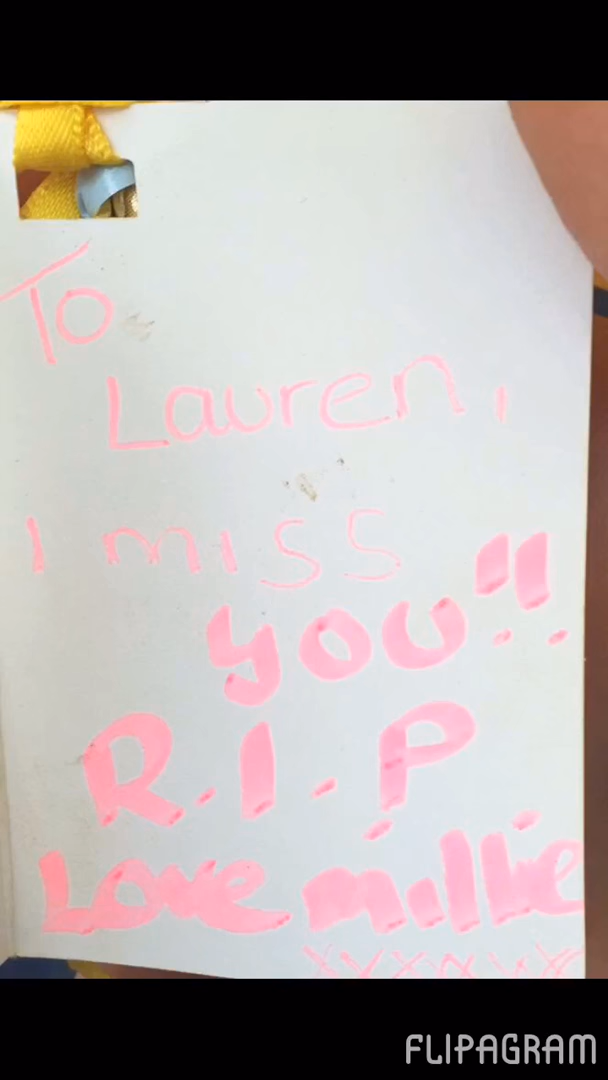 To
Lauren,
I miss
you!!
R.I.P
Love millie
xxxxxxx
FLIPAGRAM